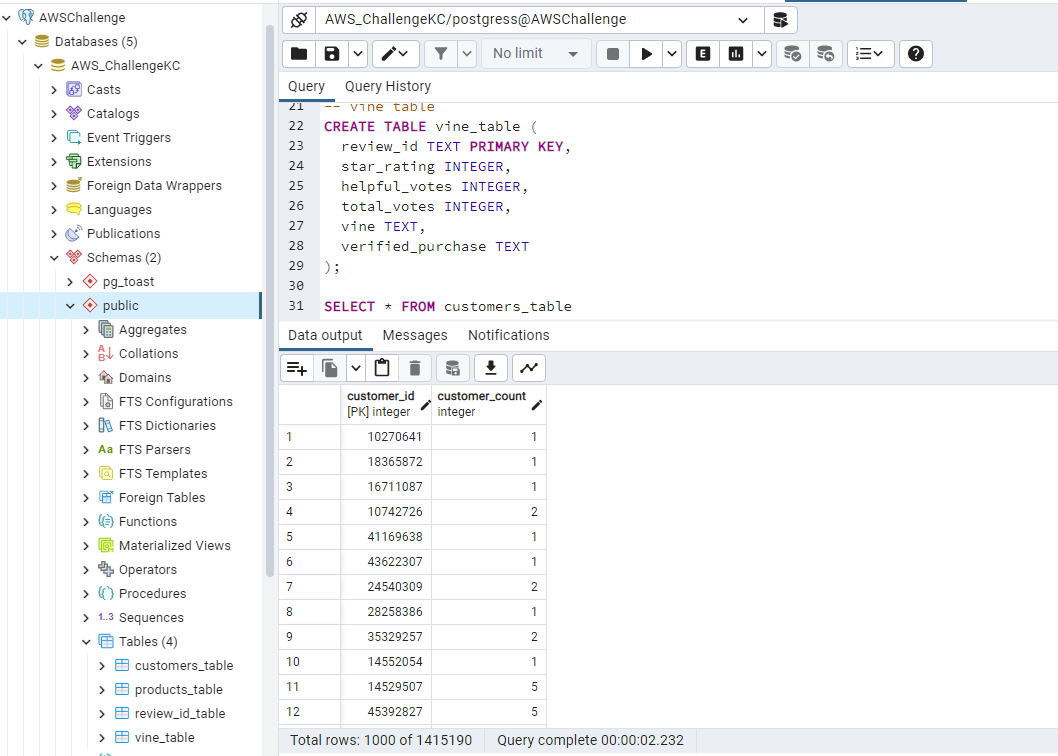 AWSChallenge
Databases (5)
AWS_ChallengeKC
Casts
Catalogs
Event Triggers
Extensions
Foreign Data Wrappers
Languages
Publications
Schemas (2)
pg_toast
public
Aggregates
Collations
Domains
FTS Configurations
FTS Dictionaries
Aa FTS Parsers
FTS Templates
Foreign Tables
Functions
Materialized Views
Operators
Procedures
1..3 Sequences
Tables (4)
customers_table
products_table
review_id_table
vine_table
AWS_ChallengeKC/postgress@AWSChallenge
No limit
E
Query Query History
21 -- vine table
22 CREATE TABLE vine_table (
23 review_id TEXT PRIMARY KEY,
24 star_rating INTEGER,
25 helpful_votes INTEGER,
26 total_votes INTEGER,
27 vine TEXT,
28 verified_purchase TEXT
29 );
30
31 SELECT * FROM customers_table
Data output Messages Notifications
customer_id customer_count
[PK] integer integer
1 10270641 1
2 18365872 1
3 16711087 1
4 10742726 2
5 41169638 1
6 43622307 1
7 24540309 2
8 28258386 1
9 35329257 2
10 14552054 1
11 14529507 5
12 45392827 5
Total rows: 1000 of 1415190 Query complete 00:00:02.232